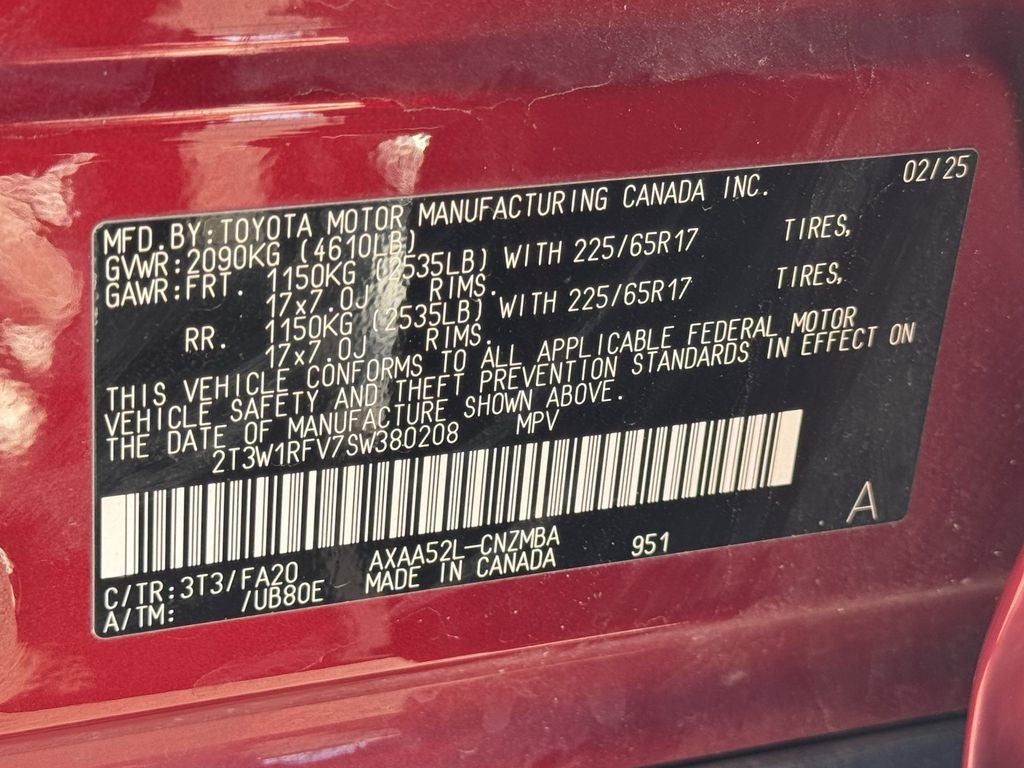 02/25
MFD.BY:TOYOTA MOTOR MANUFACTURING CANADA INC.
GVWR:2090KG (4610LB)
GAWR:FRT. 1150KG (2535LB) WITH 225/65R17 TIRES,
17x7.0J RIMS.
RR. 1150KG (2535LB) WITH 225/65R17 TIRES,
17x7.0J RIMS.
THIS VEHICLE CONFORMS TO ALL APPLICABLE FEDERAL MOTOR
VEHICLE SAFETY AND THEFT PREVENTION STANDARDS IN EFFECT ON
THE DATE OF MANUFACTURE SHOWN ABOVE.
2T3W1RFV7SW380208 MPV
A
C/TR:3T3/FA20 AXAA52L-CNZMBA 951
A/TM: /UB80E MADE IN CANADA